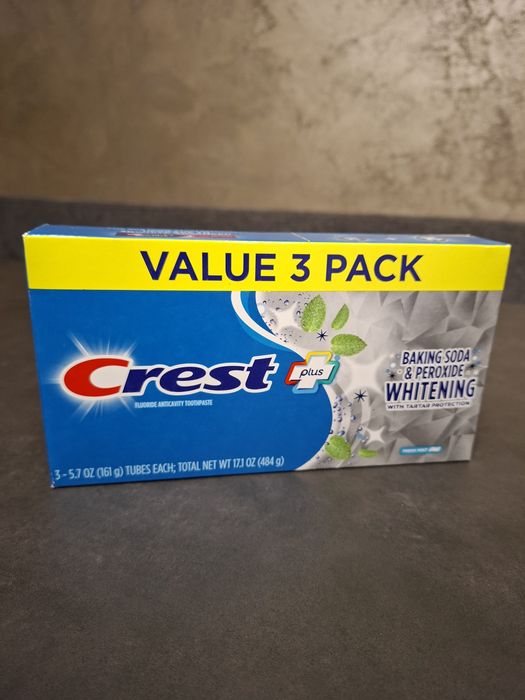 VALUE 3 PACK
Crest plus
FLUORIDE ANTICAVITY TOOTHPASTE
BAKING SODA
& PEROXIDE
WHITENING
WITH TARTAR PROTECTION
3 - 5.7 OZ (161 g) TUBES EACH; TOTAL NET WT 17.1 OZ (484 g)